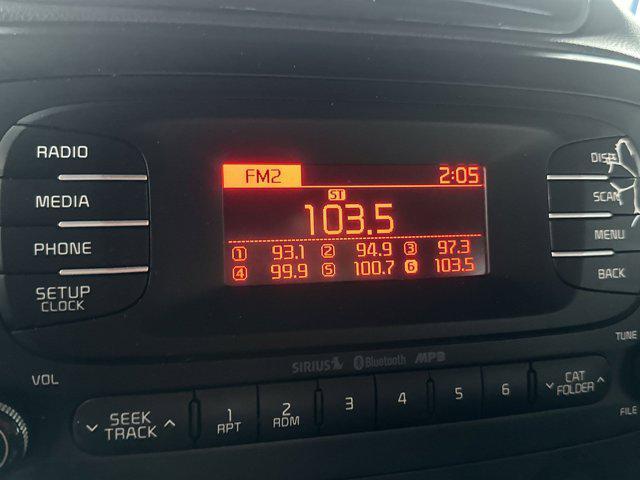 RADIO
MEDIA
PHONE
SETUP
CLOCK
FM2 2:05
ST
103.5
1 93.1 2 94.9 3 97.3
4 99.9 5 100.7 6 103.5
DISP
SCAN
MENU
BACK
SIRIUS Bluetooth MP3
VOL
TUNE
SEEK
TRACK
1
RPT
2
RDM
3
4
5
6
CAT
FOLDER
FILE